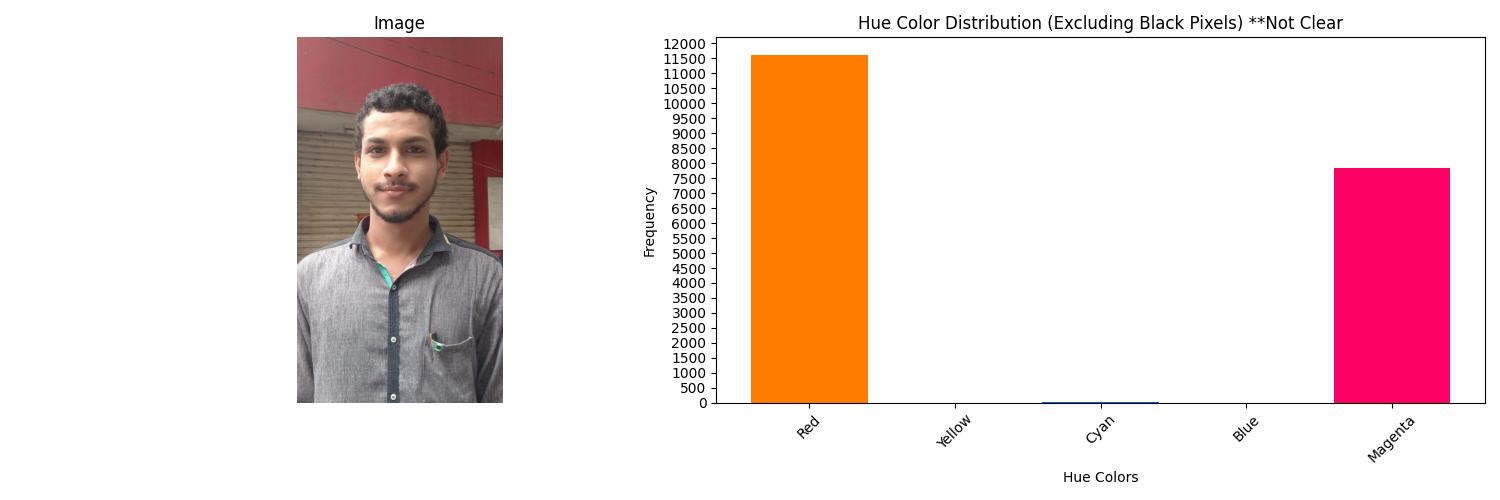 Image
Hue Color Distribution (Excluding Black Pixels) **Not Clear
12000
11500
11000
10500
10000
9500
9000
8500
8000
7500
7000
6500
6000
5500
5000
4500
4000
3500
3000
2500
2000
1500
1000
500
0
Frequency
Red
Yellow
Cyan
Blue
Magenta
Hue Colors